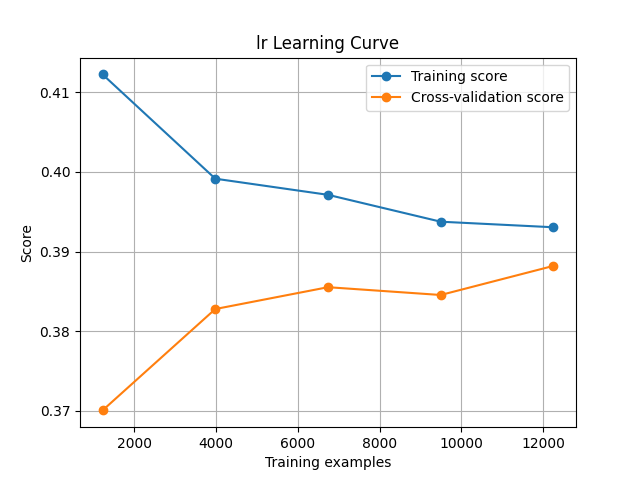 lr Learning Curve
Training score
Cross-validation score
0.41
0.40
0.39
0.38
0.37
Score
2000 4000 6000 8000 10000 12000
Training examples